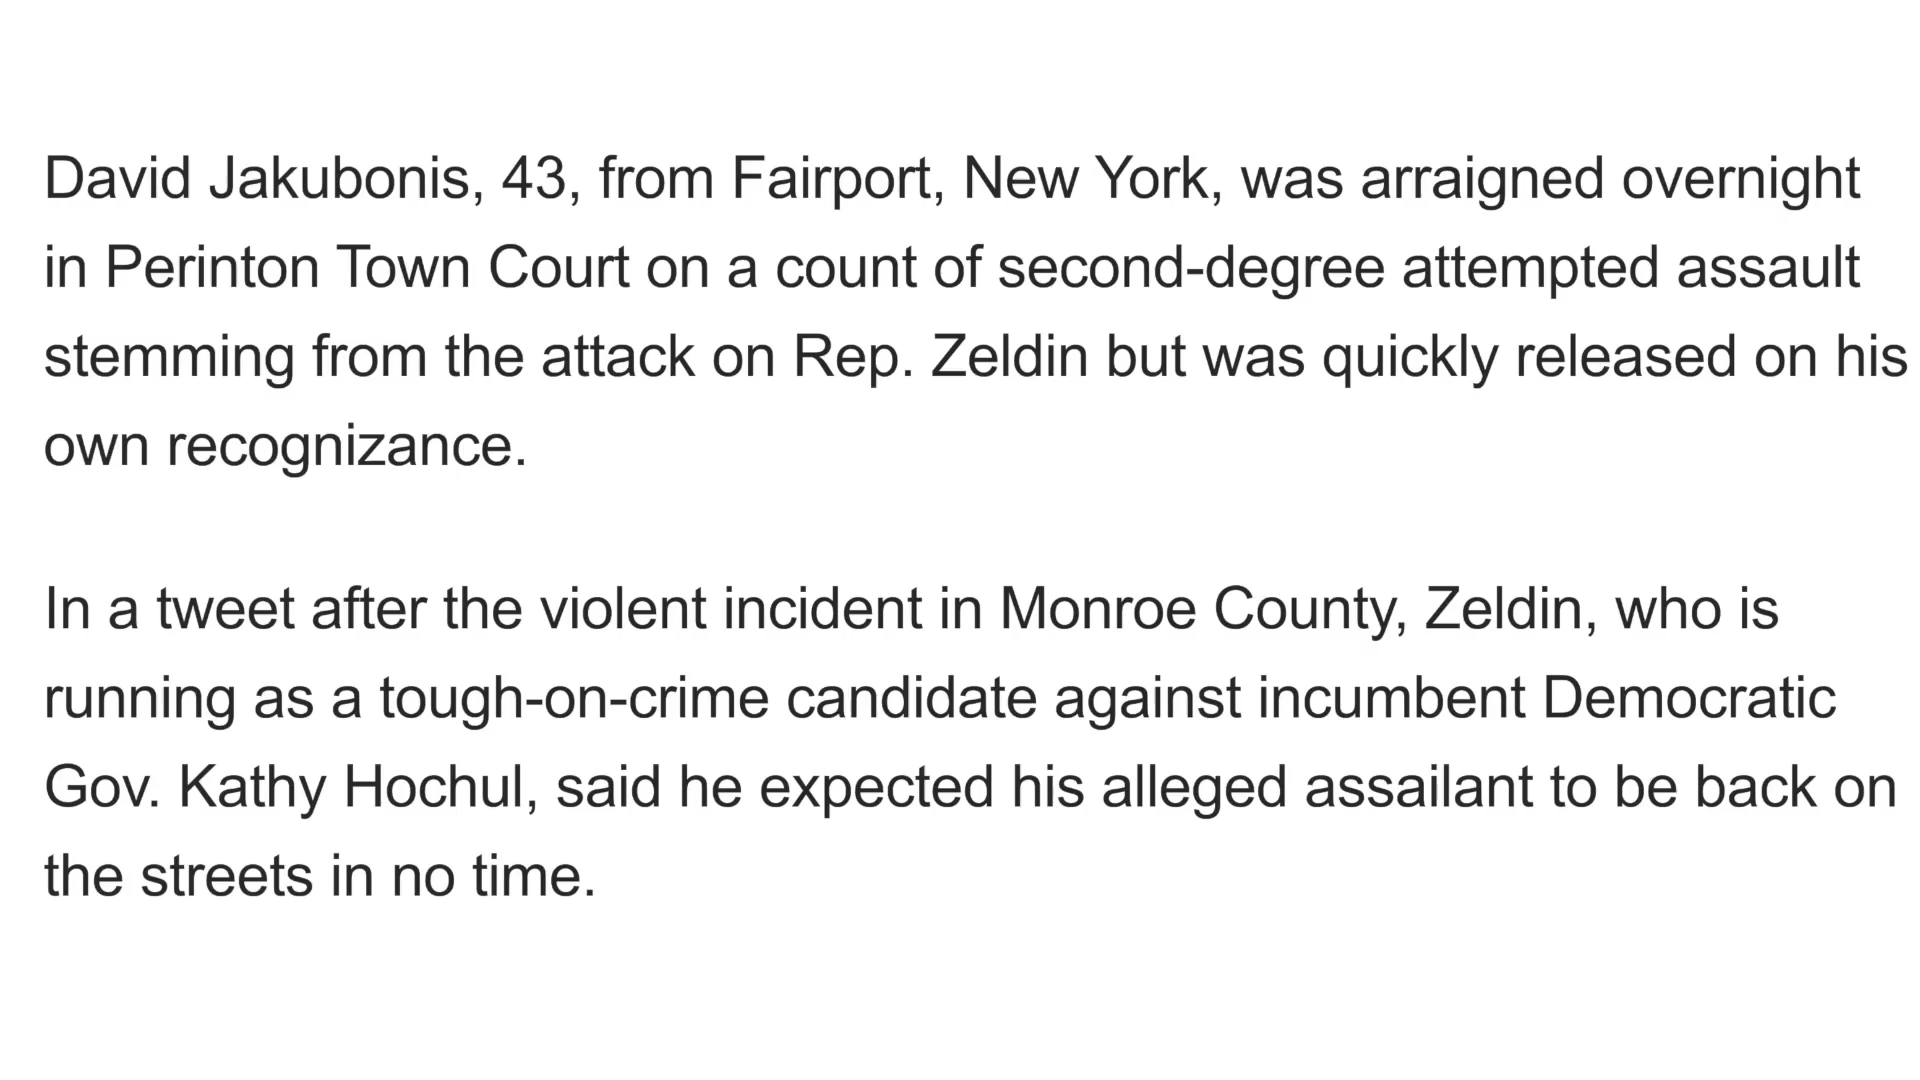 David Jakubonis, 43, from Fairport, New York, was arraigned overnight
in Perinton Town Court on a count of second-degree attempted assault
stemming from the attack on Rep. Zeldin but was quickly released on his
own recognizance.
In a tweet after the violent incident in Monroe County, Zeldin, who is
running as a tough-on-crime candidate against incumbent Democratic
Gov. Kathy Hochul, said he expected his alleged assailant to be back on
the streets in no time.